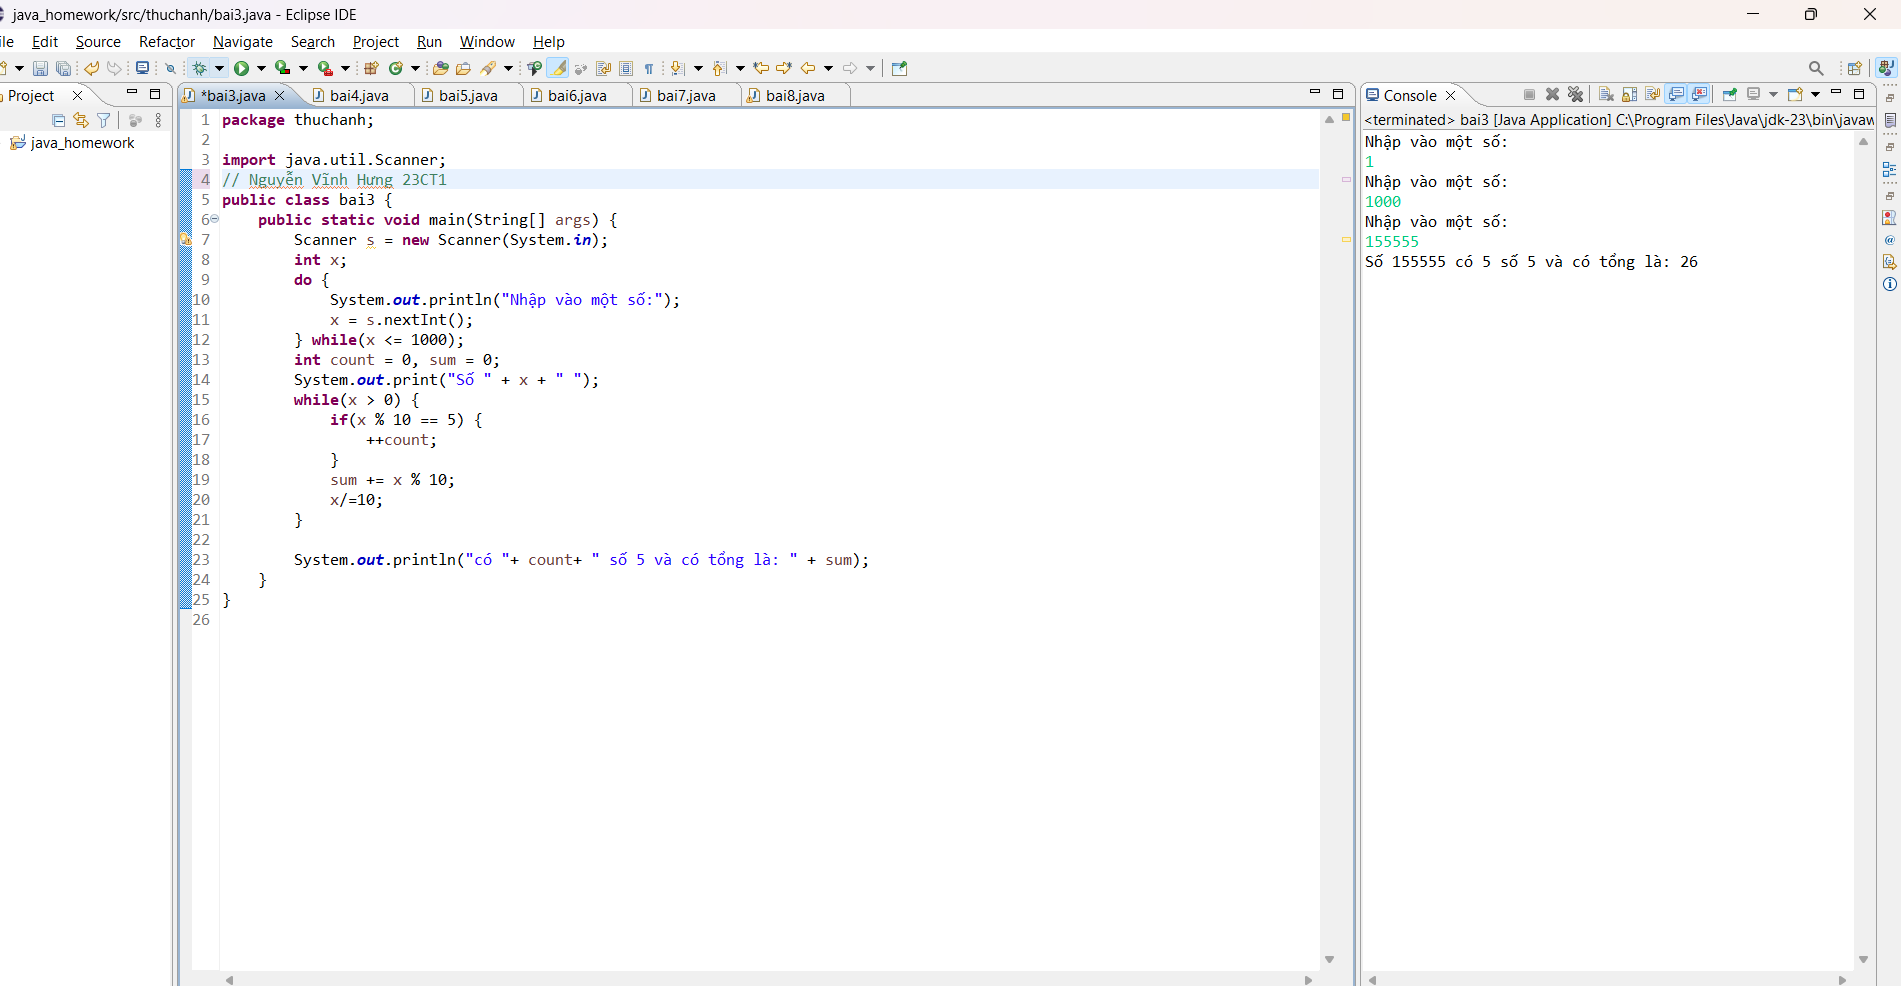 java_homework/src/thuchanh/bai3.java - Eclipse IDE
ile Edit Source Refactor Navigate Search Project Run Window Help
Project
java_homework
*bai3.java bai4.java bai5.java bai6.java bai7.java bai8.java
1 package thuchanh;
2
3 import java.util.Scanner;
4 // Nguyễn Vĩnh Hưng 23CT1
5 public class bai3 {
6 public static void main(String[] args) {
7 Scanner s = new Scanner(System.in);
8 int x;
9 do {
10 System.out.println("Nhập vào một số:");
11 x = s.nextInt();
12 } while(x <= 1000);
13 int count = 0, sum = 0;
14 System.out.print("Số " + x + " ");
15 while(x > 0) {
16 if(x % 10 == 5) {
17 ++count;
18 }
19 sum += x % 10;
20 x/=10;
21 }
22
23 System.out.println("có "+ count+ " số 5 và có tổng là: " + sum);
24 }
25 }
26
Console
<terminated> bai3 [Java Application] C:\Program Files\Java\jdk-23\bin\javaw
Nhập vào một số:
1
Nhập vào một số:
1000
Nhập vào một số:
155555
Số 155555 có 5 số 5 và có tổng là: 26